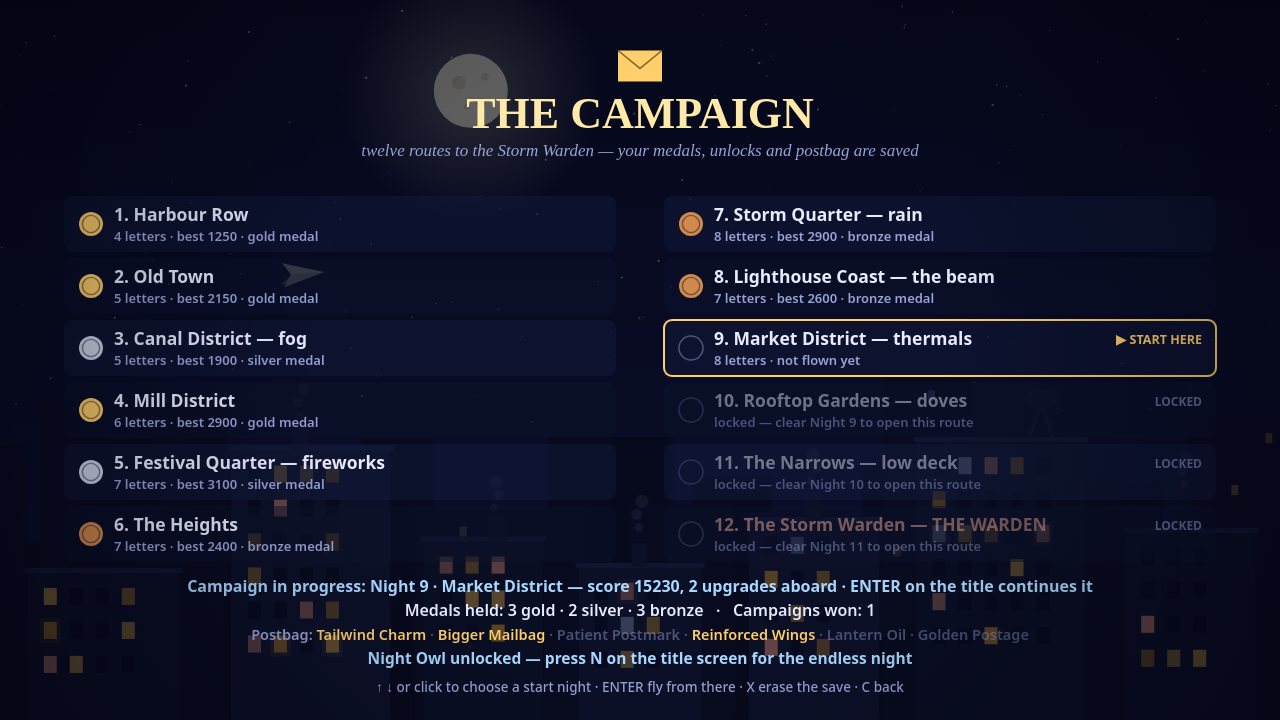 THE CAMPAIGN
twelve routes to the Storm Warden — your medals, unlocks and postbag are saved
1. Harbour Row
4 letters · best 1250 · gold medal
2. Old Town
5 letters · best 2150 · gold medal
3. Canal District — fog
5 letters · best 1900 · silver medal
4. Mill District
6 letters · best 2900 · gold medal
5. Festival Quarter — fireworks
7 letters · best 3100 · silver medal
6. The Heights
7 letters · best 2400 · bronze medal
7. Storm Quarter — rain
8 letters · best 2900 · bronze medal
8. Lighthouse Coast — the beam
7 letters · best 2600 · bronze medal
9. Market District — thermals
▶ START HERE
8 letters · not flown yet
10. Rooftop Gardens — doves
LOCKED
locked — clear Night 9 to open this route
11. The Narrows — low deck
LOCKED
locked — clear Night 10 to open this route
12. The Storm Warden — THE WARDEN
LOCKED
locked — clear Night 11 to open this route
Campaign in progress: Night 9 · Market District — score 15230, 2 upgrades aboard · ENTER on the title continues it
Medals held: 3 gold · 2 silver · 3 bronze · Campaigns won: 1
Postbag: Tailwind Charm · Bigger Mailbag · Patient Postmark · Reinforced Wings · Lantern Oil · Golden Postage
Night Owl unlocked — press N on the title screen for the endless night
↑ ↓ or click to choose a start night · ENTER fly from there · X erase the save · C back